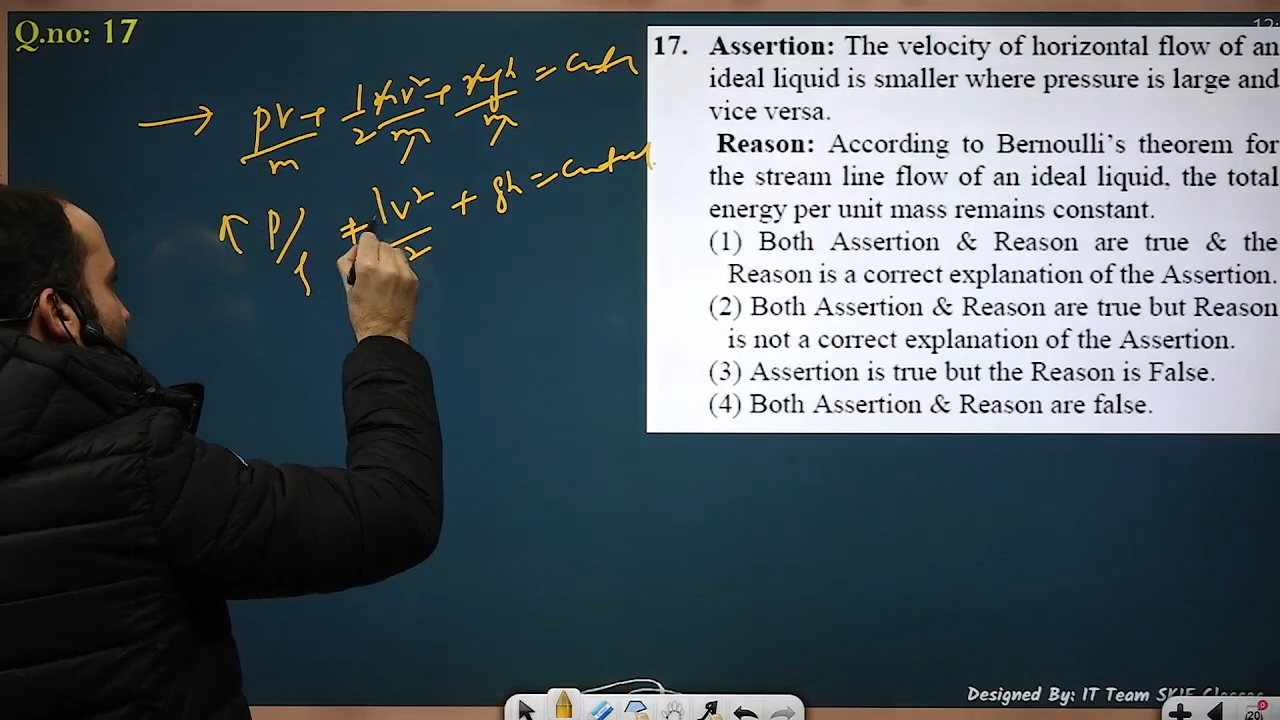 Q.no: 17
17. Assertion: The velocity of horizontal flow of an
ideal liquid is smaller where pressure is large and
vice versa.
Reason: According to Bernoulli's theorem for
the stream line flow of an ideal liquid, the total
energy per unit mass remains constant.
(1) Both Assertion & Reason are true & the
Reason is a correct explanation of the Assertion.
(2) Both Assertion & Reason are true but Reason
is not a correct explanation of the Assertion.
(3) Assertion is true but the Reason is False.
(4) Both Assertion & Reason are false.
Designed By: IT Team